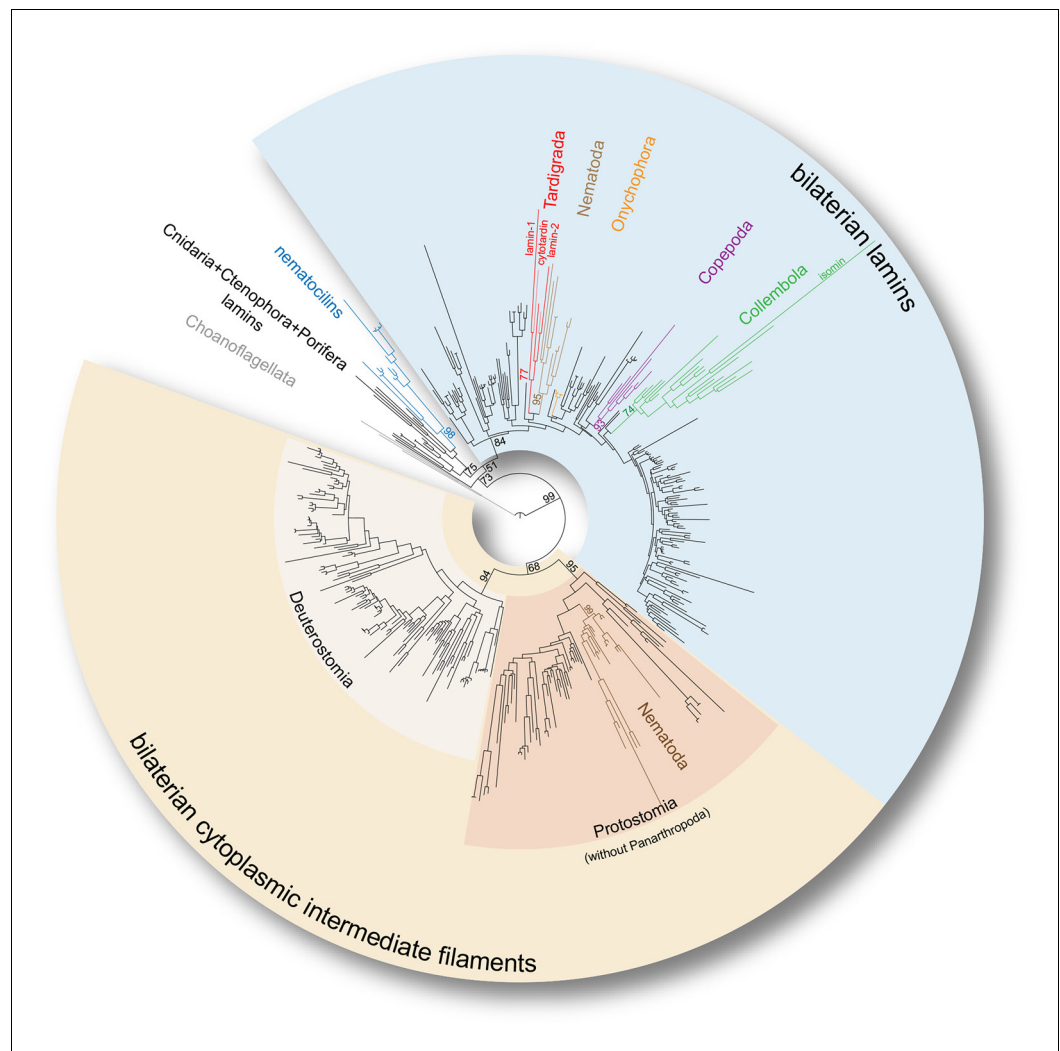 Tardigrada
lamin-1
cytotardin
lamin-2
Nematoda
Onychophora
Copepoda
Collembola
isomin
bilaterian lamins
nematocilins
Cnidaria+Ctenophora+Porifera
lamins
Choanoflagellata
77
95
93
74
98
84
75
51
73
99
68
94
95
99
Deuterostomia
Nematoda
Protostomia
(without Panarthropoda)
bilaterian cytoplasmic intermediate filaments